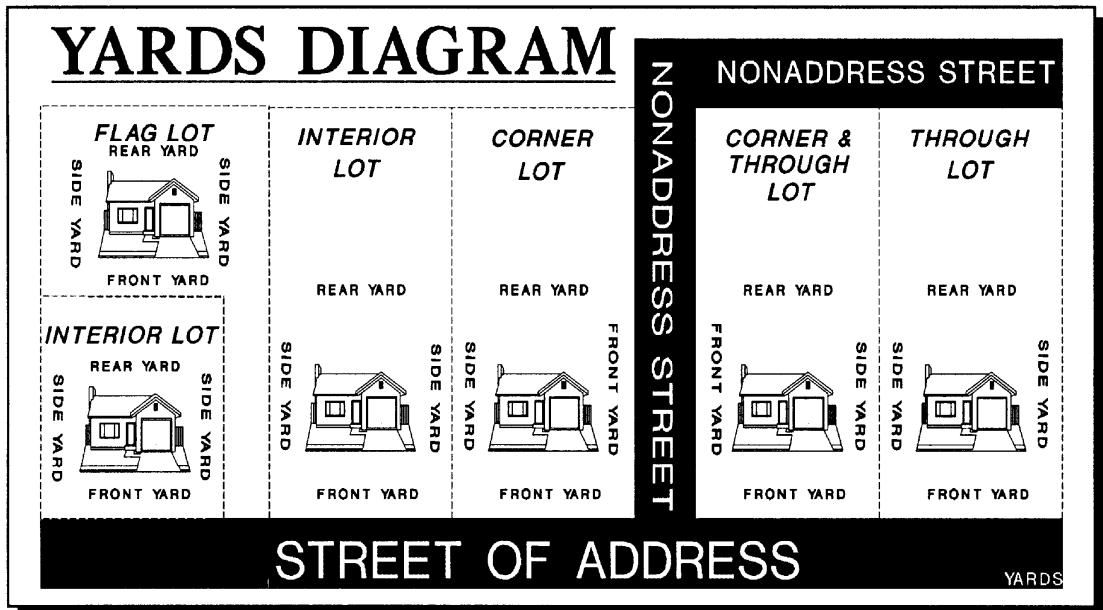 YARDS DIAGRAM
NONADDRESS STREET
NONADDRESS STREET
FLAG LOT
REAR YARD
SIDE YARD
SIDE YARD
FRONT YARD
INTERIOR LOT
REAR YARD
SIDE YARD
SIDE YARD
FRONT YARD
INTERIOR
LOT
REAR YARD
SIDE YARD
SIDE YARD
FRONT YARD
CORNER
LOT
REAR YARD
SIDE YARD
FRONT YARD
FRONT YARD
CORNER &
THROUGH
LOT
REAR YARD
FRONT YARD
SIDE YARD
FRONT YARD
THROUGH
LOT
REAR YARD
SIDE YARD
SIDE YARD
FRONT YARD
STREET OF ADDRESS
YARDS